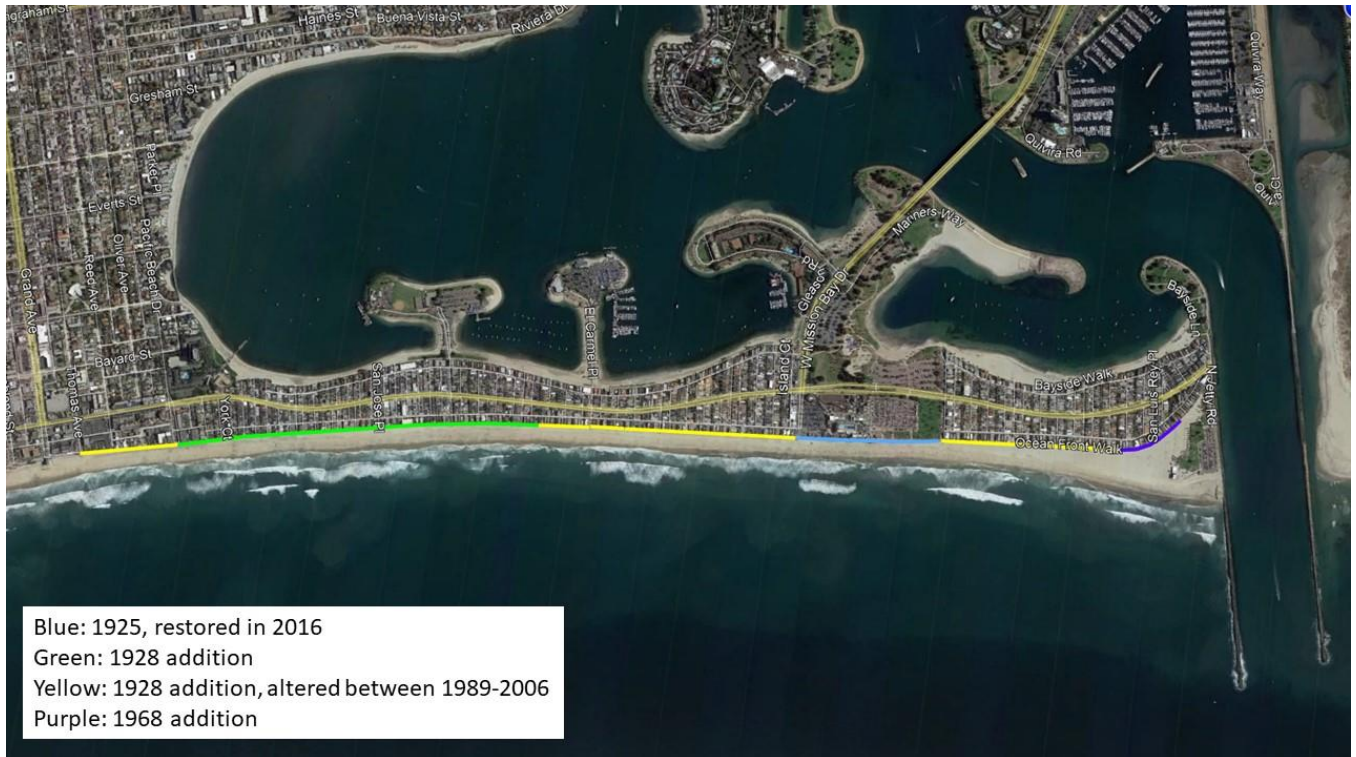 Haines St
Buena Vista St
Riviera Dr
Gresham St
Parker Pl
Everts St
Pacific Beach Dr
Oliver Ave
Reed Ave
Grand Ave
Bayard St
Thomas Ave
York Ct
San Jose Pl
El Carmel Pl
Gleason Rd
W Mission Bay Dr
Mariners Way
Island Ct
Quivira Rd
Quivira Way
Bayside Ln
Bayside Walk
San Luis Rey Pl
N Jetty Rd
Ocean Front Walk
Blue: 1925, restored in 2016
Green: 1928 addition
Yellow: 1928 addition, altered between 1989-2006
Purple: 1968 addition